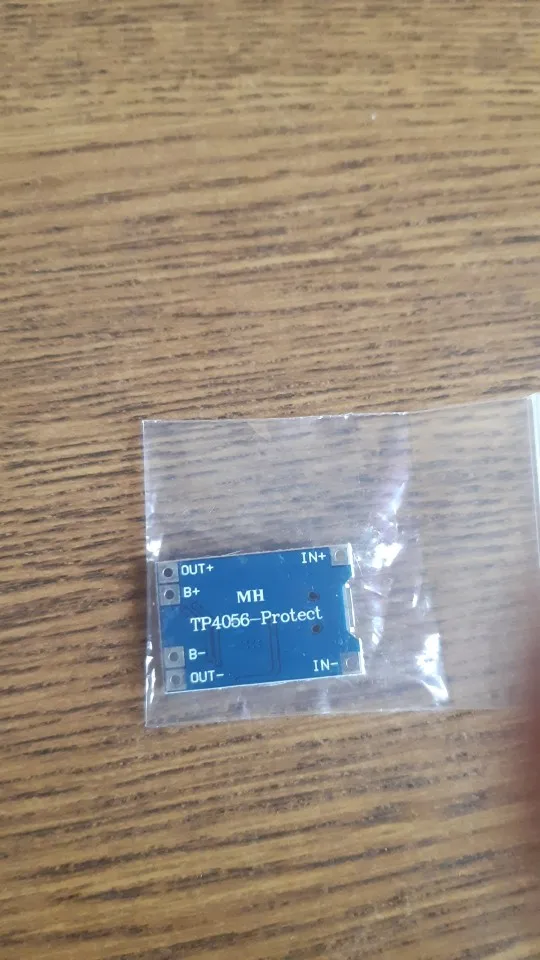 OUT+
IN+
B+
MH
TP4056-Protect
B-
IN-
OUT-